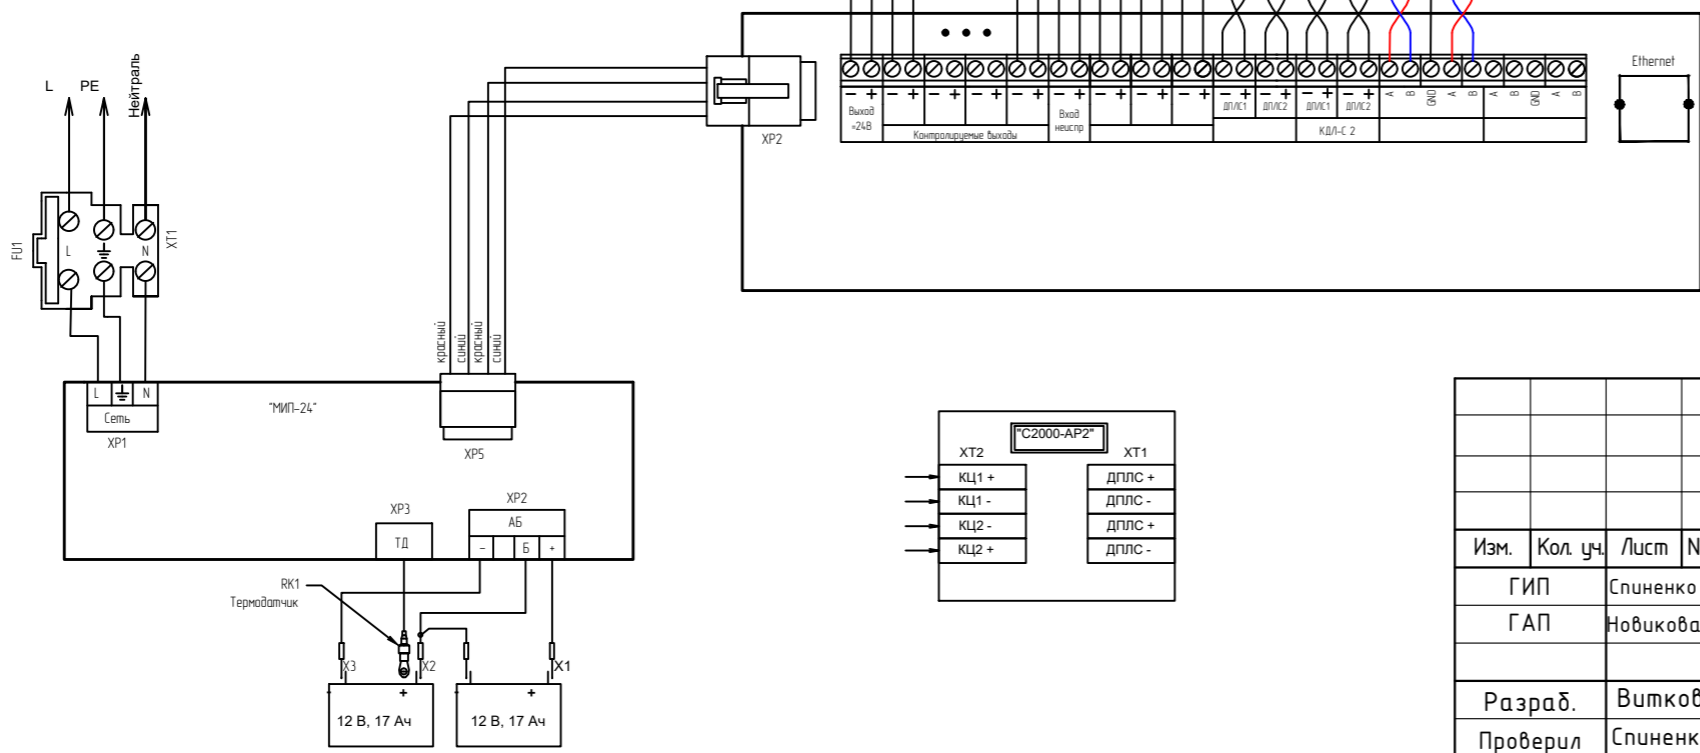 L PE Нейтраль
FU1
L
N
XT1
красный
синий
красный
синий
XP2
− + − + − + − + − + − + − + − + − + − + − + − + − + A B GND A B A B GND A B
Выход =24В
Контролируемые выходы
Вход неиспр
ДПЛС1 ДПЛС2 ДПЛС1 ДПЛС2
КДЛ-С 2
Ethernet
L N
Сеть
XP1
"МИП-24"
XP5
XP3
ТД
XP2
АБ
− Б +
RK1
Термодатчик
X3 X2 X1
+ +
12 В, 17 Ач 12 В, 17 Ач
"С2000-АР2"
XT2 XT1
КЦ1 + ДПЛС +
КЦ1 - ДПЛС -
КЦ2 - ДПЛС +
КЦ2 + ДПЛС -
Изм. Кол. уч. Лист N
ГИП Спиненко
ГАП Новикова
Разраб. Витков
Проверил Спиненк